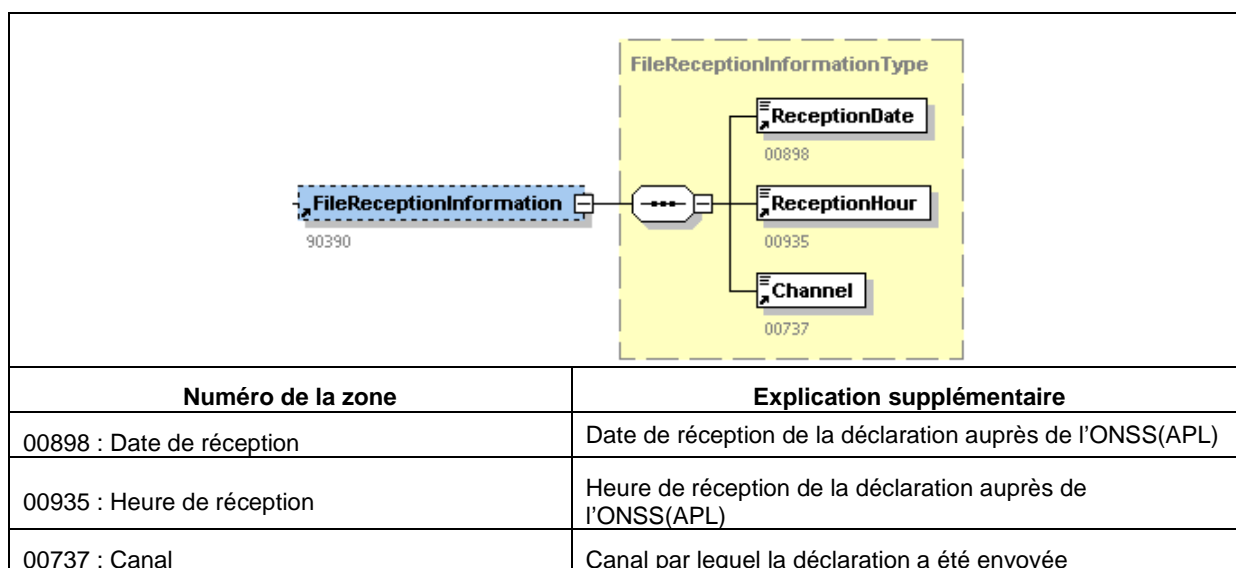 FileReceptionInformationType
ReceptionDate
00898
FileReceptionInformation
90390
ReceptionHour
00935
Channel
00737
Numéro de la zone
Explication supplémentaire
00898 : Date de réception
Date de réception de la déclaration auprès de l’ONSS(APL)
00935 : Heure de réception
Heure de réception de la déclaration auprès de
l’ONSS(APL)
00737 : Canal
Canal par lequel la déclaration a été envoyée